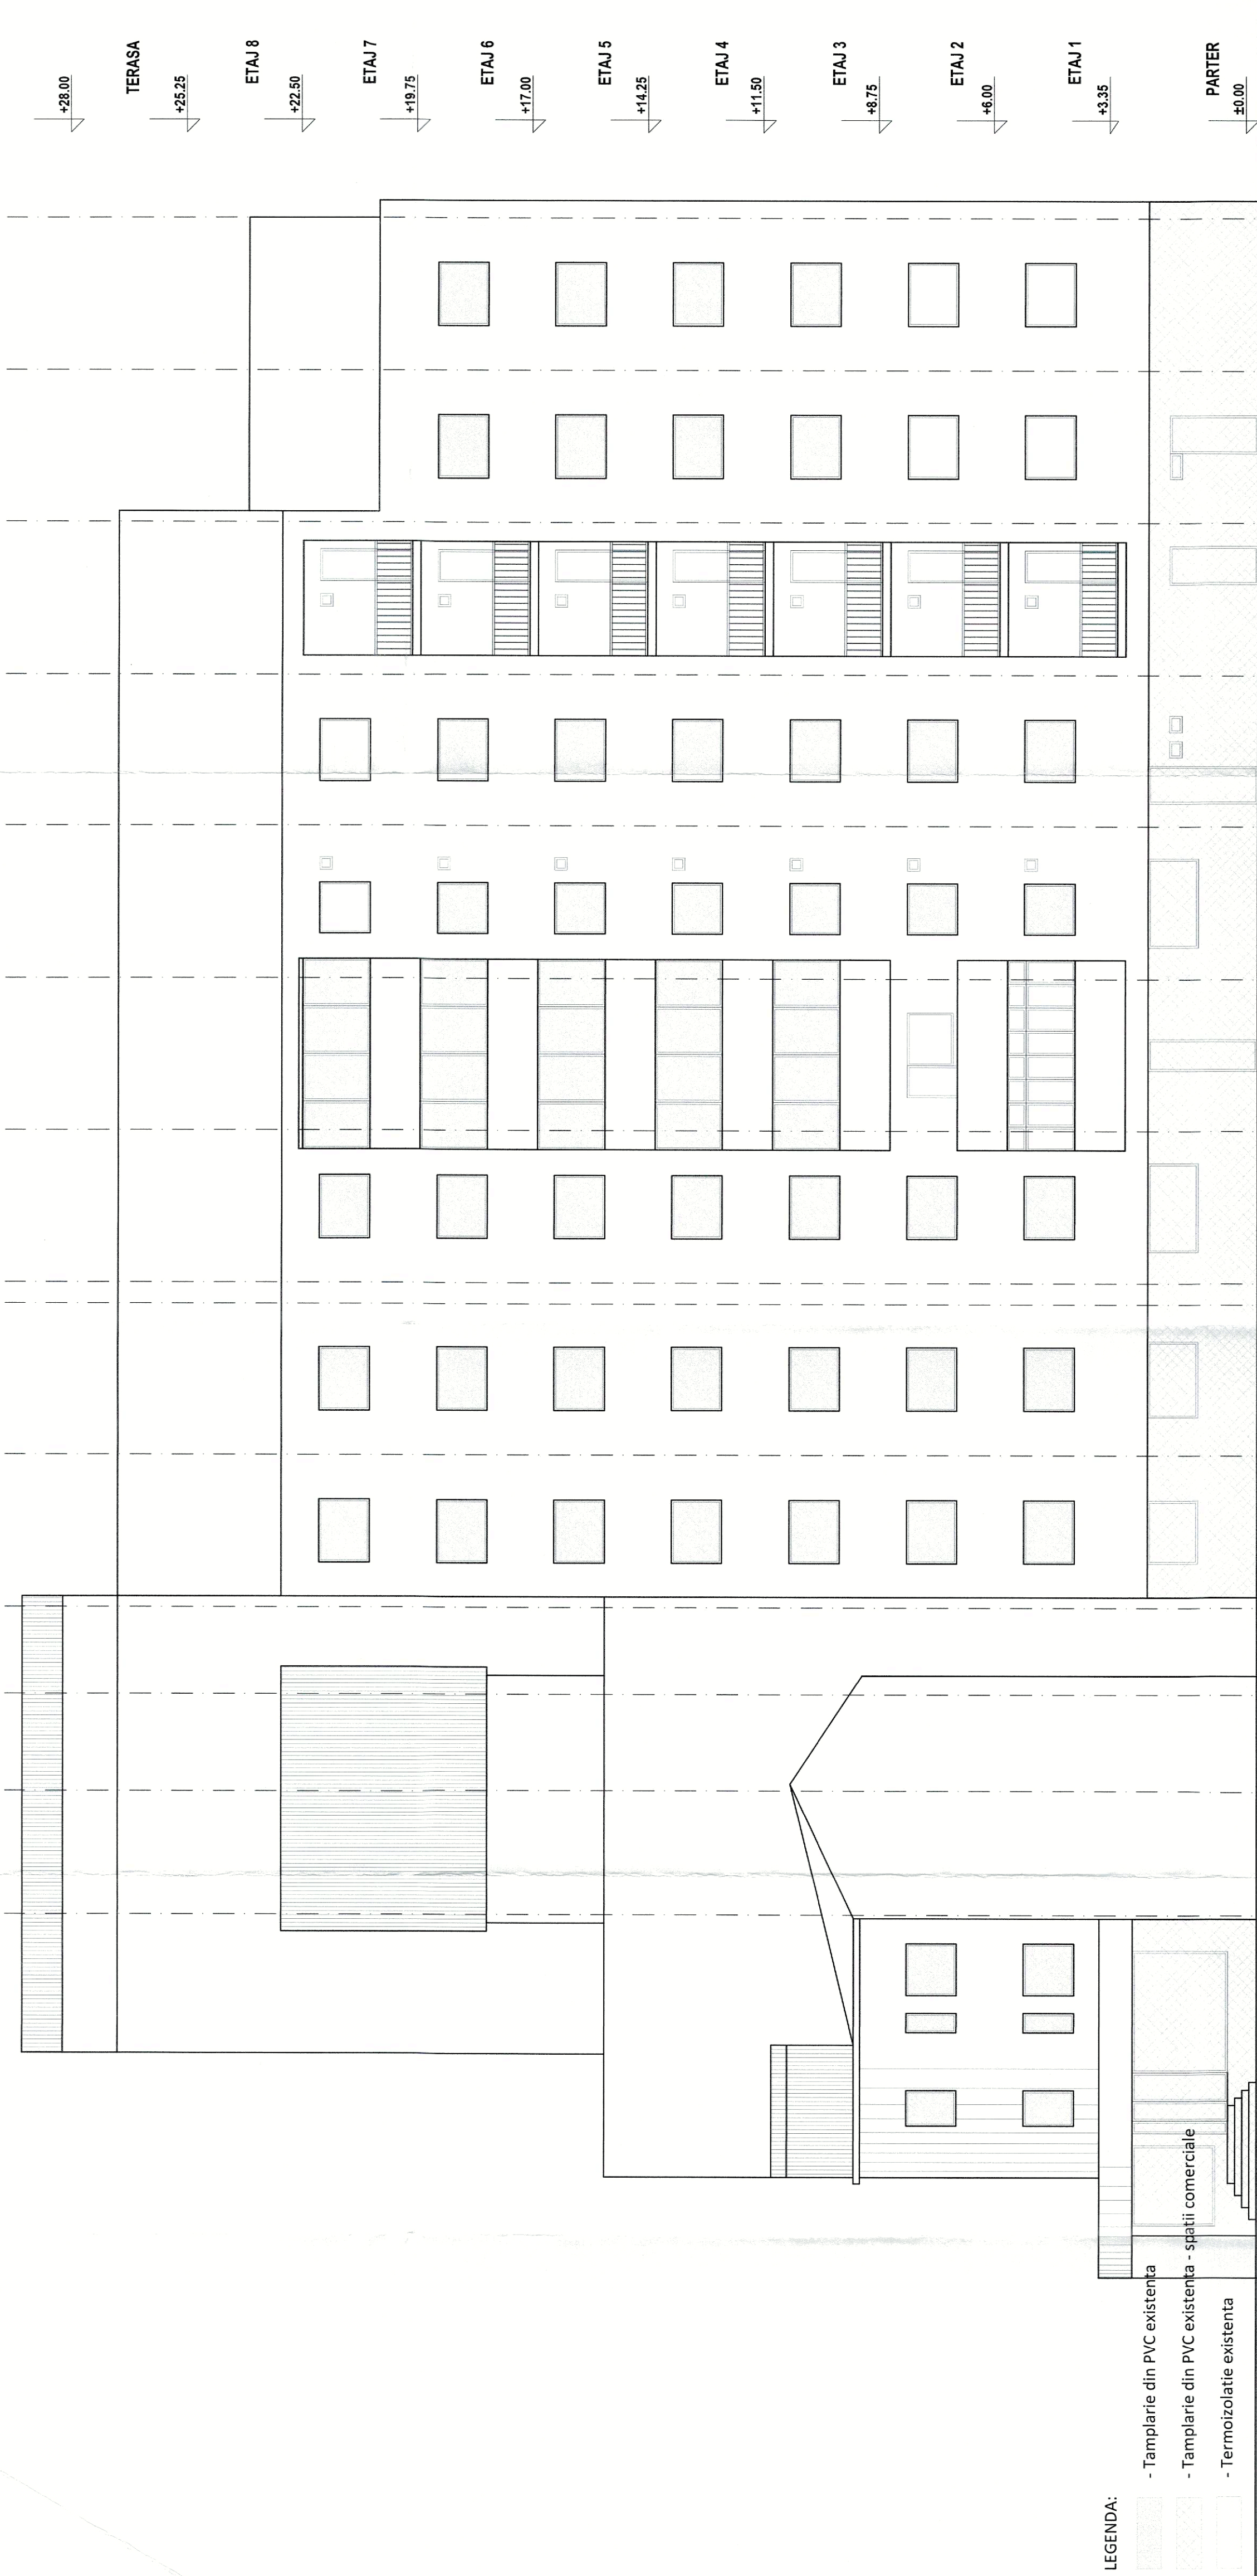 +28.00
TERASA
+25.25
ETAJ 8
+22.50
ETAJ 7
+19.75
ETAJ 6
+17.00
ETAJ 5
+14.25
ETAJ 4
+11.50
ETAJ 3
+8.75
ETAJ 2
+6.00
ETAJ 1
+3.35
PARTER
±0.00
LEGENDA:
- Tamplarie din PVC existenta
- Tamplarie din PVC existenta - spatii comerciale
- Termoizolatie existenta